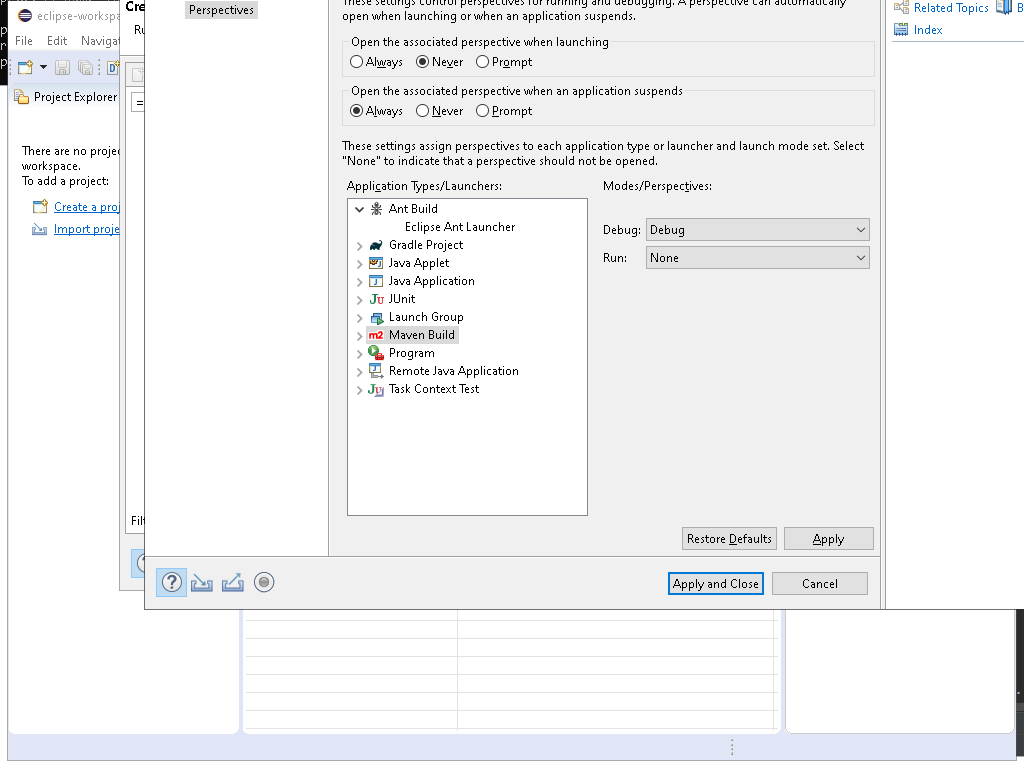 eclipse-workspa
File Edit Navigat
Project Explorer
There are no proje
workspace.
To add a project:
Create a proj
Import proje
Cre
Ru
=
Filt
Perspectives
These settings control perspectives for running and debugging. A perspective can automatically
open when launching or when an application suspends.
Open the associated perspective when launching
Always Never Prompt
Open the associated perspective when an application suspends
Always Never Prompt
These settings assign perspectives to each application type or launcher and launch mode set. Select
"None" to indicate that a perspective should not be opened.
Application Types/Launchers:
Ant Build
Eclipse Ant Launcher
Gradle Project
Java Applet
Java Application
JUnit
Launch Group
m2 Maven Build
Program
Remote Java Application
Task Context Test
Modes/Perspectives:
Debug: Debug
Run: None
Restore Defaults Apply
Apply and Close Cancel
Related Topics B
Index